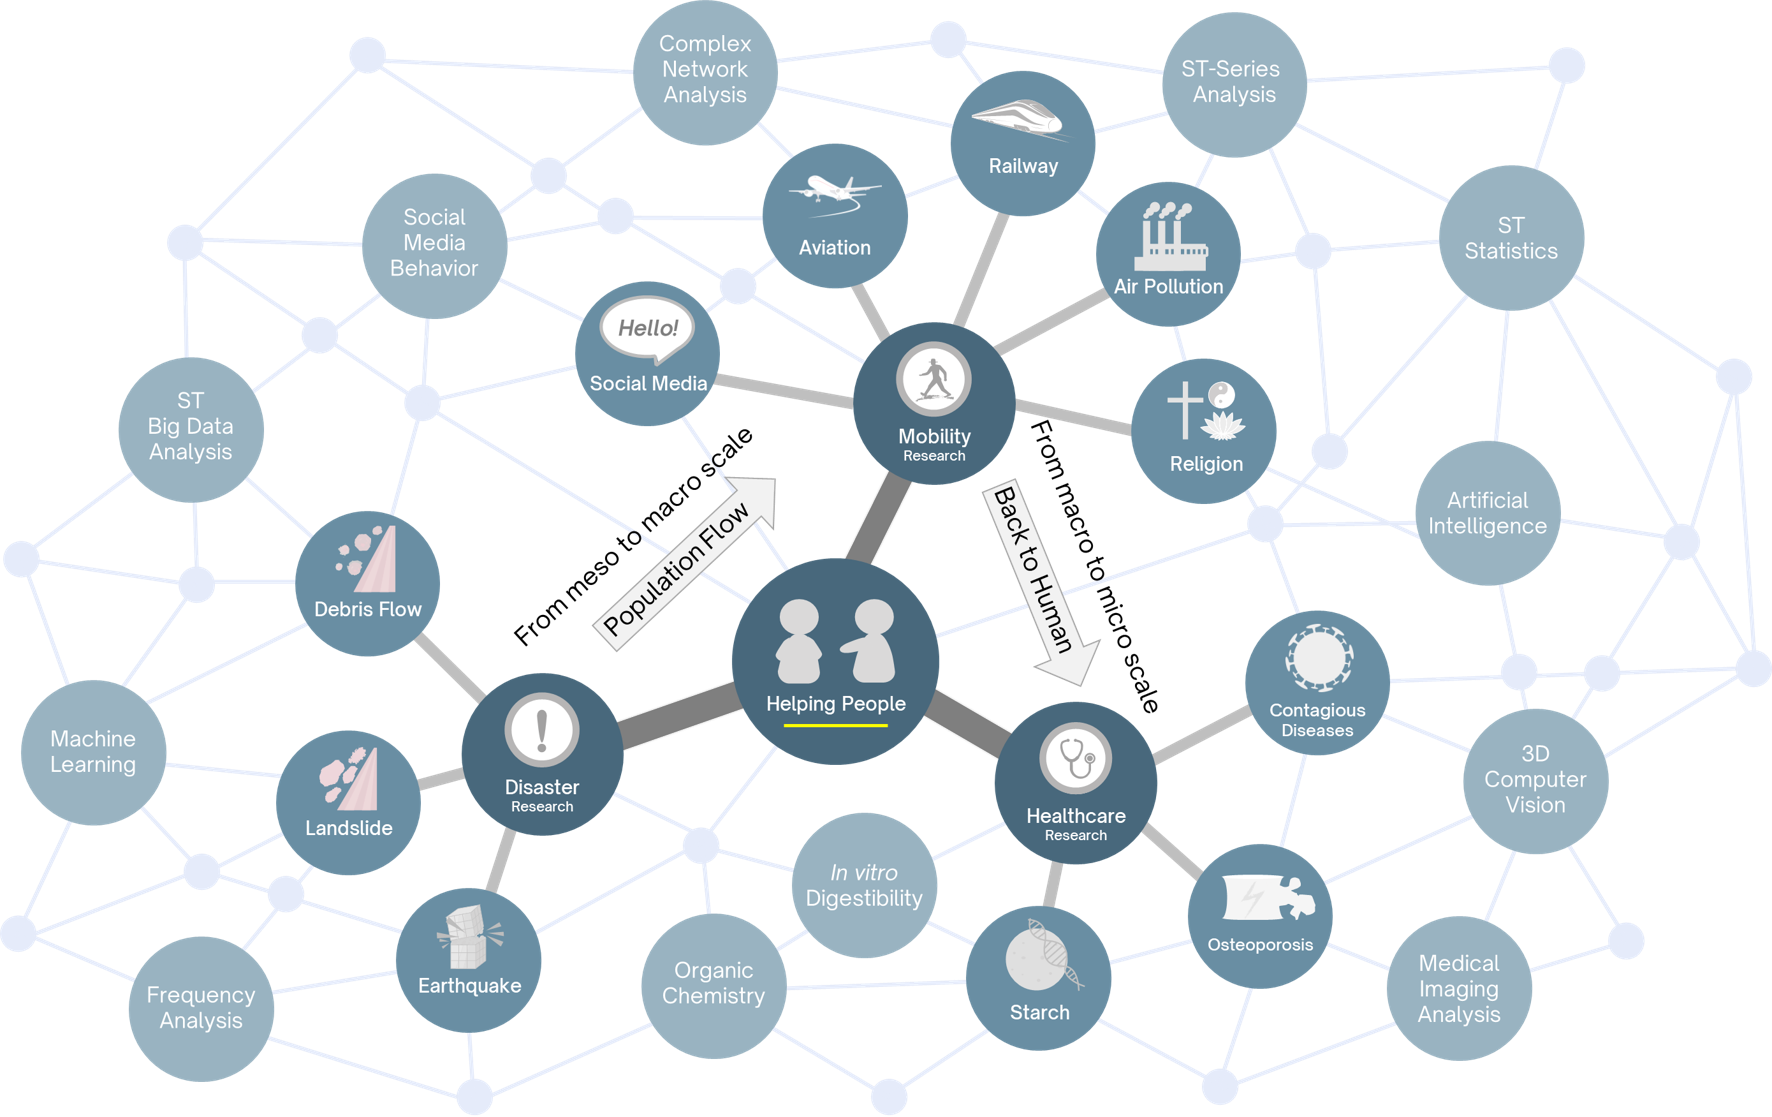 Complex
Network
Analysis
ST-Series
Analysis
Railway
Social
Media
Behavior
Aviation
Air Pollution
ST
Statistics
Hello!
Social Media
ST
Big Data
Analysis
Mobility
Research
Religion
Artificial
Intelligence
From meso to macro scale
Population Flow
From macro to micro scale
Back to Human
Debris Flow
Helping People
Contagious
Diseases
Machine
Learning
Landslide
Disaster
Research
Healthcare
Research
3D
Computer
Vision
In vitro
Digestibility
Osteoporosis
Frequency
Analysis
Earthquake
Organic
Chemistry
Starch
Medical
Imaging
Analysis